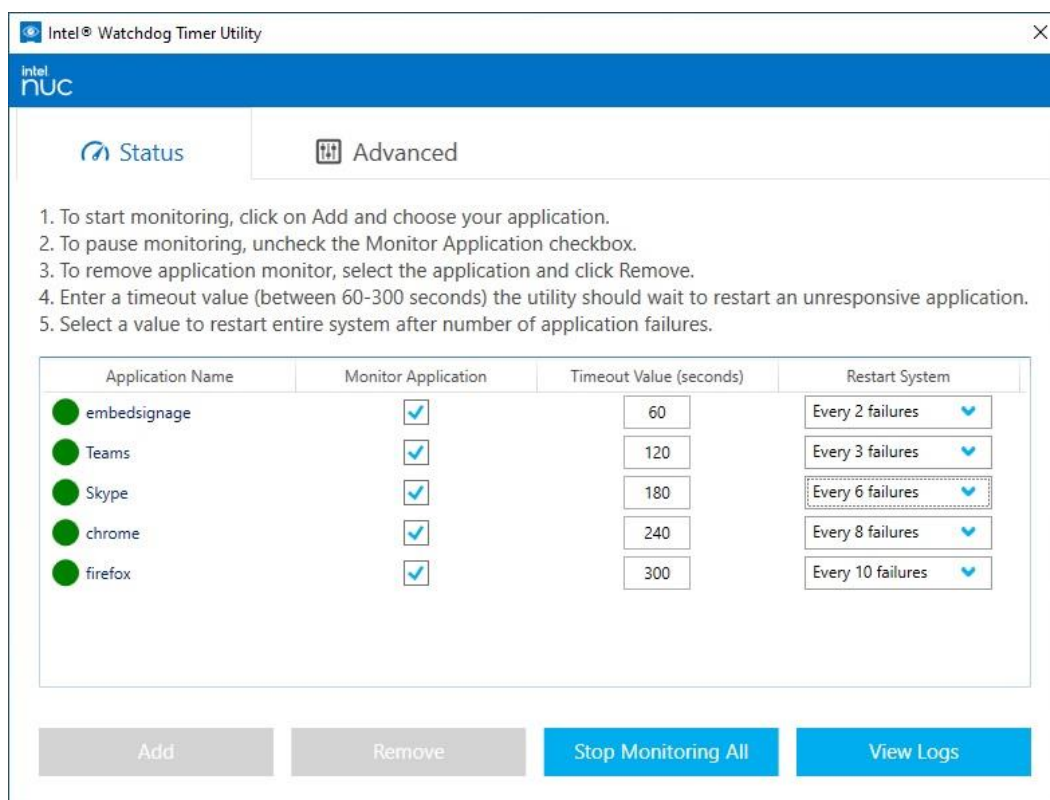 Intel® Watchdog Timer Utility
intel
nuc
Status
Advanced
1. To start monitoring, click on Add and choose your application.
2. To pause monitoring, uncheck the Monitor Application checkbox.
3. To remove application monitor, select the application and click Remove.
4. Enter a timeout value (between 60-300 seconds) the utility should wait to restart an unresponsive application.
5. Select a value to restart entire system after number of application failures.
Application Name Monitor Application Timeout Value (seconds) Restart System
embedsignage 60 Every 2 failures
Teams 120 Every 3 failures
Skype 180 Every 6 failures
chrome 240 Every 8 failures
firefox 300 Every 10 failures
Add Remove Stop Monitoring All View Logs